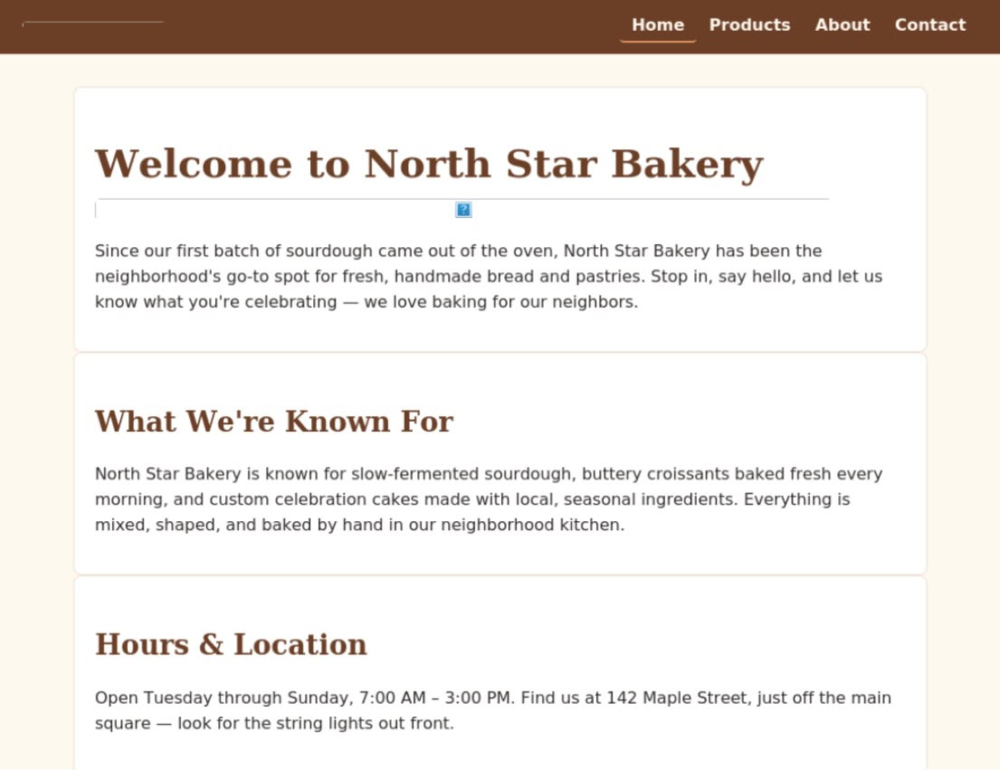 Home Products About Contact
Welcome to North Star Bakery
Since our first batch of sourdough came out of the oven, North Star Bakery has been the
neighborhood's go-to spot for fresh, handmade bread and pastries. Stop in, say hello, and let us
know what you're celebrating — we love baking for our neighbors.
What We're Known For
North Star Bakery is known for slow-fermented sourdough, buttery croissants baked fresh every
morning, and custom celebration cakes made with local, seasonal ingredients. Everything is
mixed, shaped, and baked by hand in our neighborhood kitchen.
Hours & Location
Open Tuesday through Sunday, 7:00 AM – 3:00 PM. Find us at 142 Maple Street, just off the main
square — look for the string lights out front.